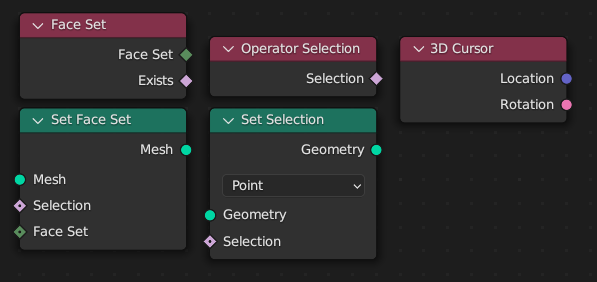 Face Set
Face Set
Exists
Operator Selection
Selection
3D Cursor
Location
Rotation
Set Face Set
Mesh
Mesh
Selection
Face Set
Set Selection
Geometry
Point
Geometry
Selection